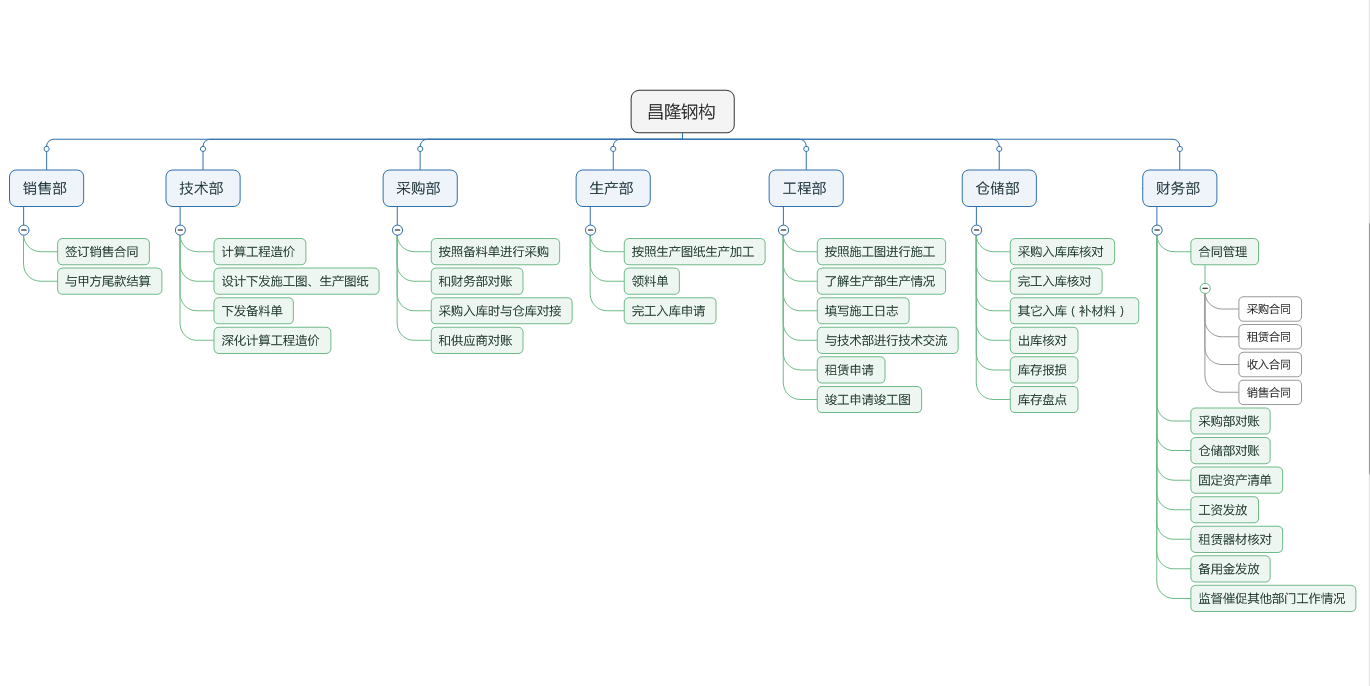 昌隆钢构
销售部
签订销售合同
与甲方尾款结算
技术部
计算工程造价
设计下发施工图、生产图纸
下发备料单
深化计算工程造价
采购部
按照备料单进行采购
和财务部对账
采购入库时与仓库对接
和供应商对账
生产部
按照生产图纸生产加工
领料单
完工入库申请
工程部
按照施工图进行施工
了解生产部生产情况
填写施工日志
与技术部进行技术交流
租赁申请
竣工申请竣工图
仓储部
采购入库库核对
完工入库核对
其它入库（补材料）
出库核对
库存报损
库存盘点
财务部
合同管理
采购合同
租赁合同
收入合同
销售合同
采购部对账
仓储部对账
固定资产清单
工资发放
租赁器材核对
备用金发放
监督催促其他部门工作情况